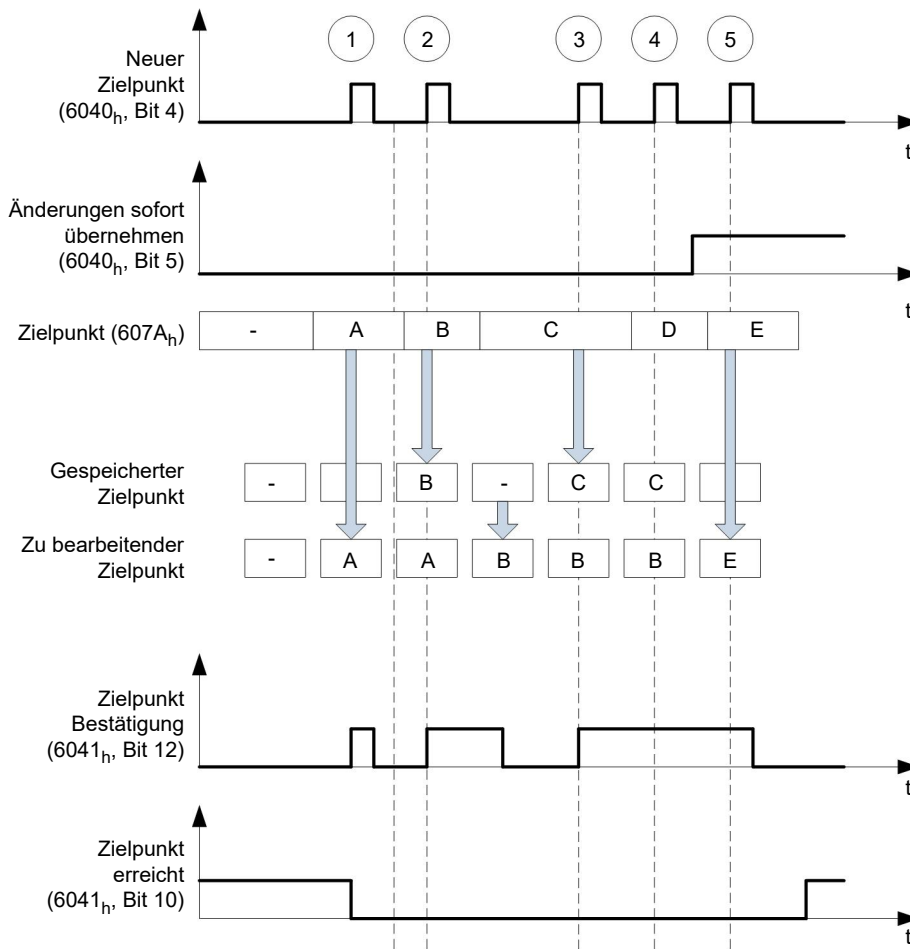 1 2 3 4 5
Neuer
Zielpunkt
(6040h, Bit 4)
t
Änderungen sofort
übernehmen
(6040h, Bit 5)
t
Zielpunkt (607Ah)
- A B C D E
Gespeicherter
Zielpunkt
- B - C C
Zu bearbeitender
Zielpunkt
- A A B B B E
Zielpunkt
Bestätigung
(6041h, Bit 12)
t
Zielpunkt
erreicht
(6041h, Bit 10)
t